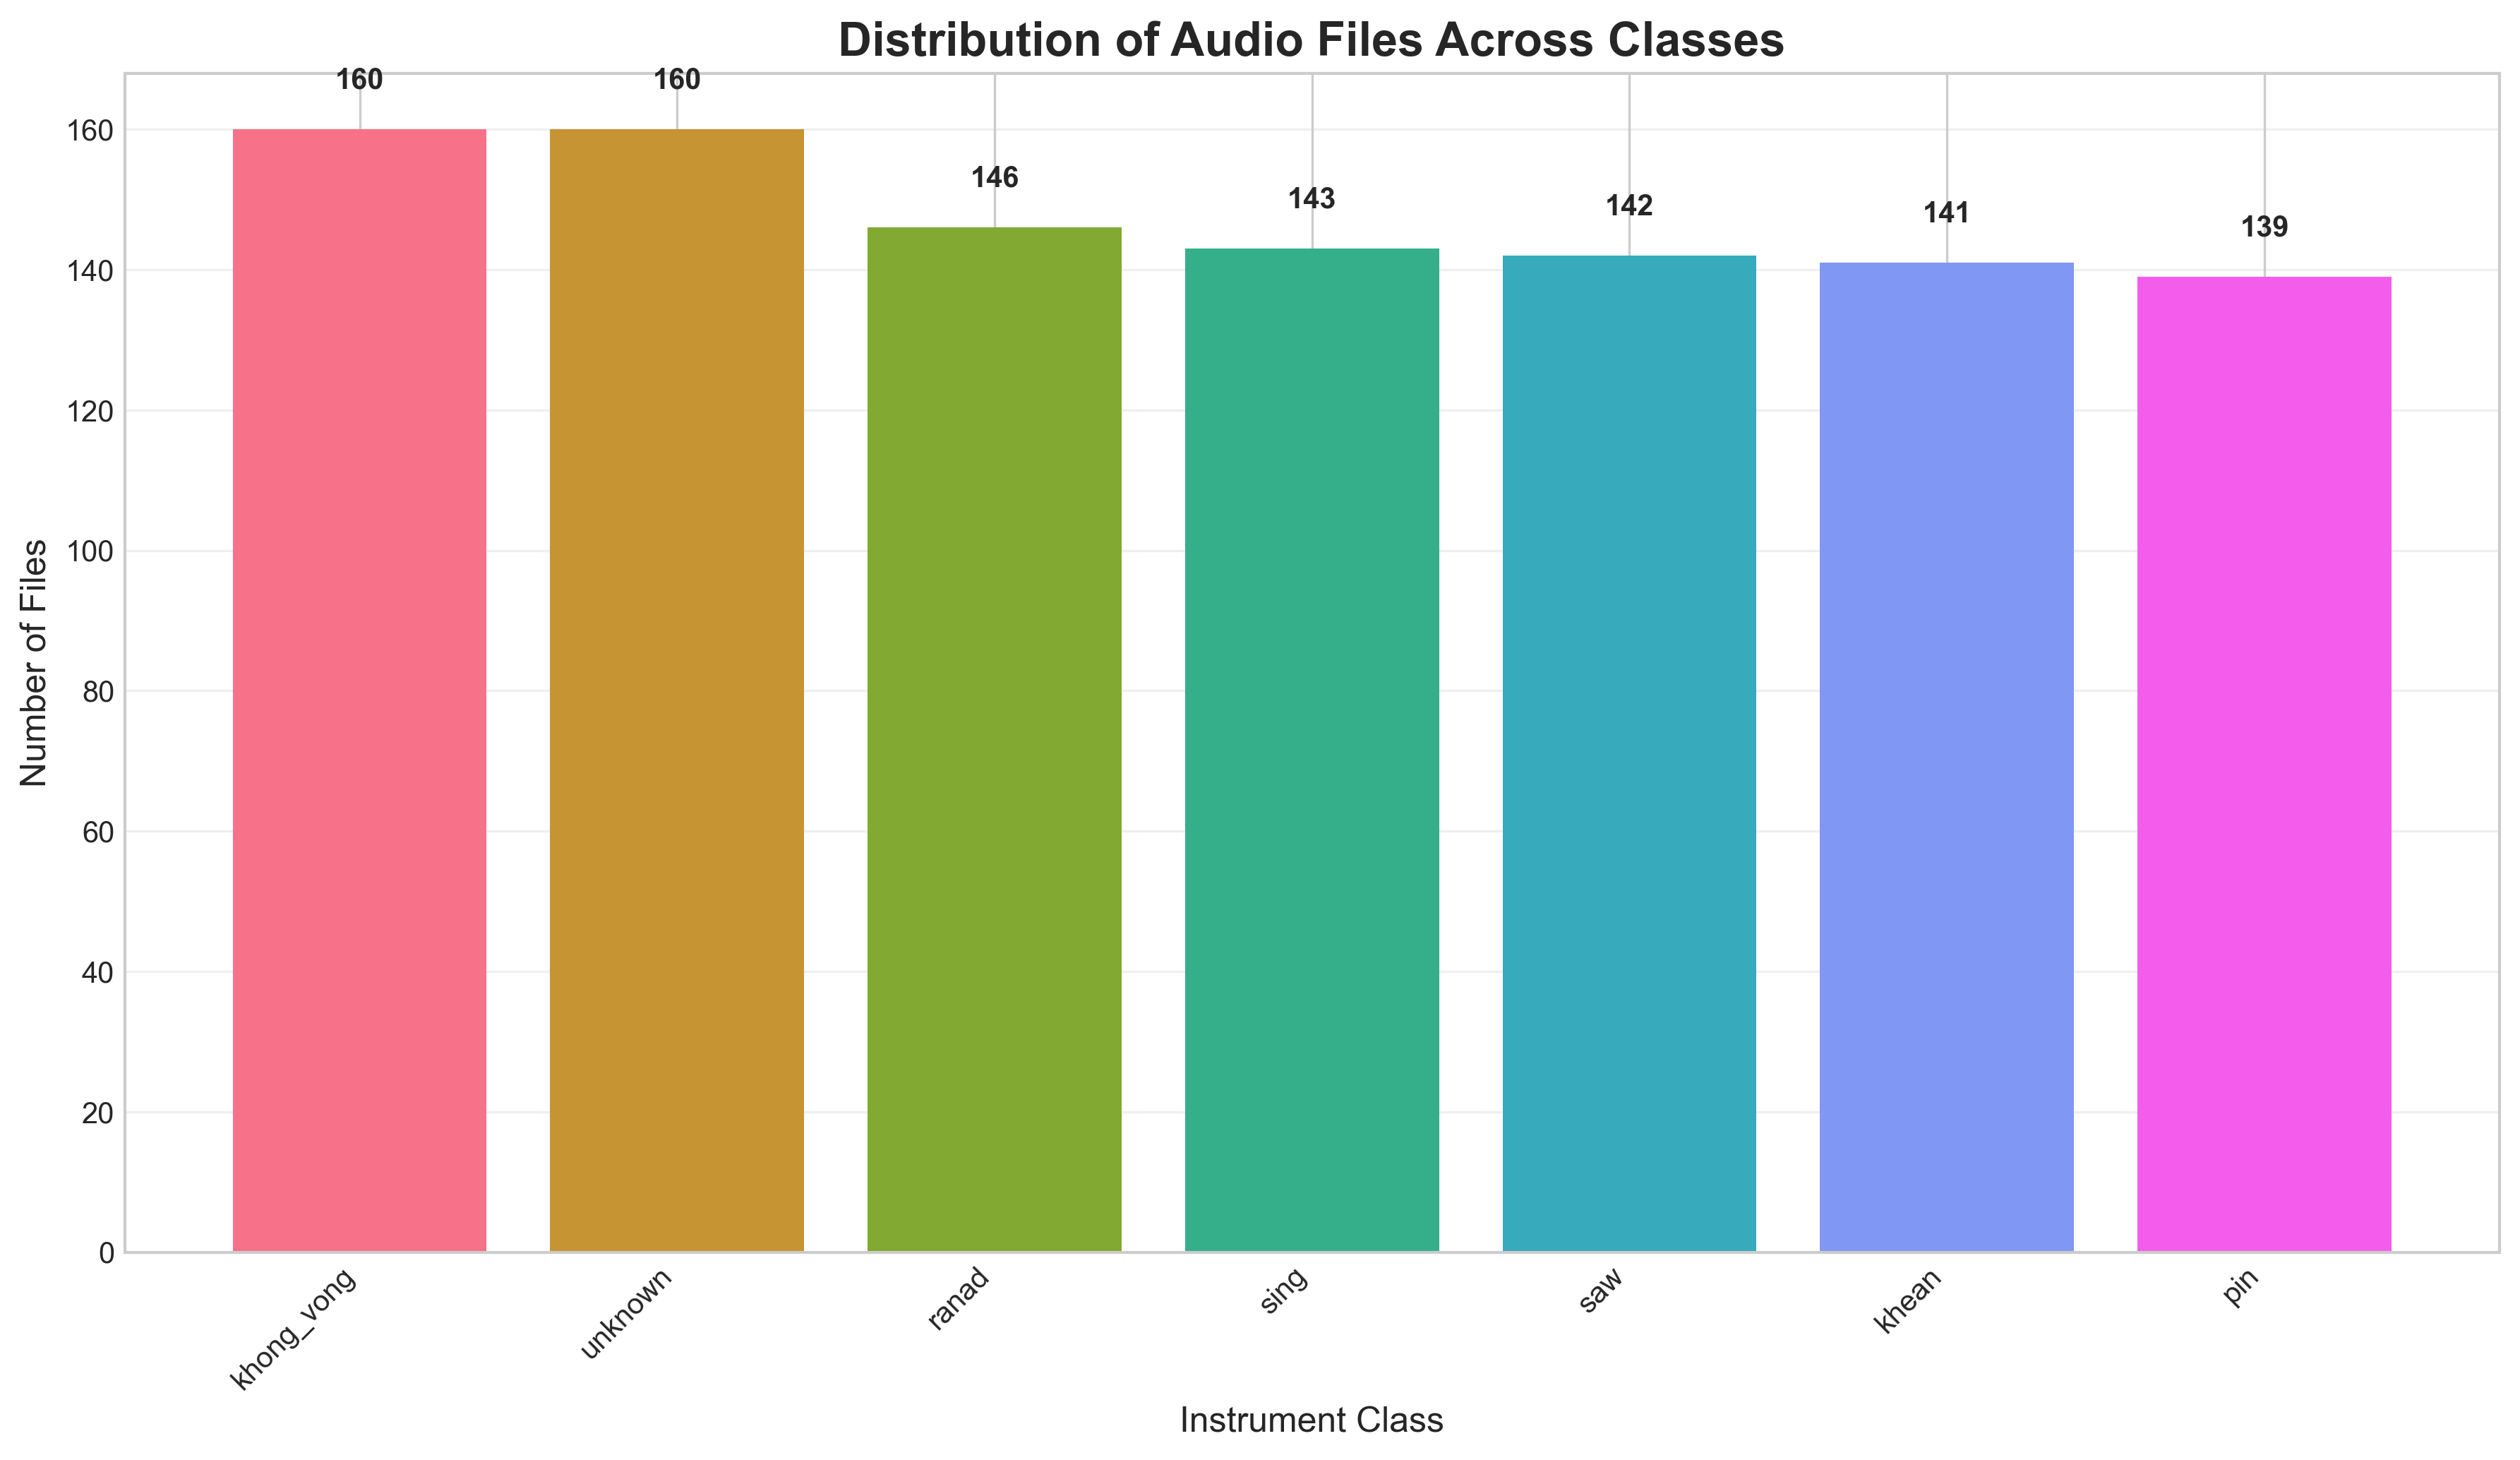 Distribution of Audio Files Across Classes
160
160
146
143
142
141
139
160
140
120
100
80
60
40
20
0
Number of Files
khong_vong
unknown
ranad
sing
saw
khean
pin
Instrument Class